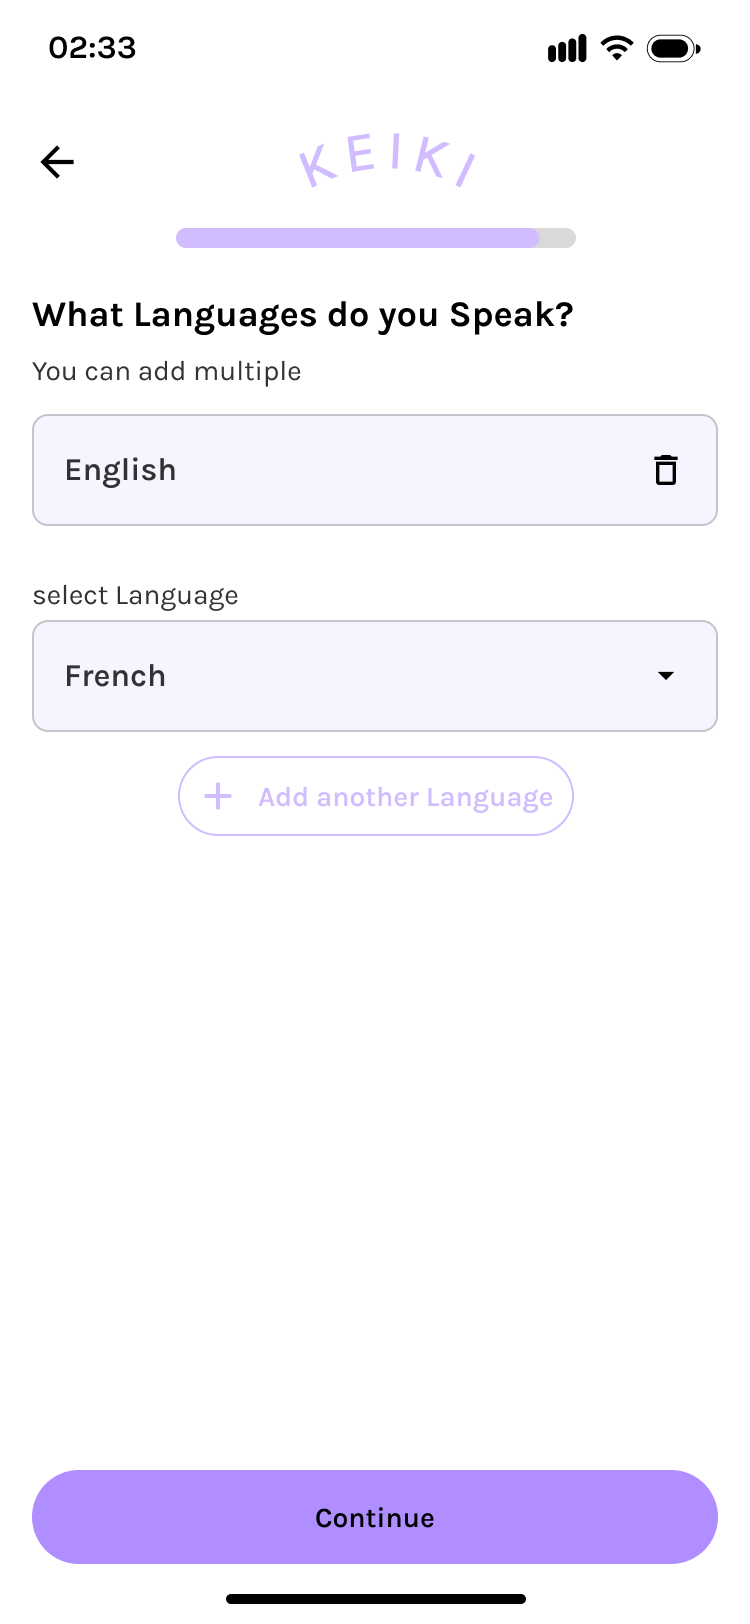 02:33
KEIKI
What Languages do you Speak?
You can add multiple
English
select Language
French
Add another Language
Continue